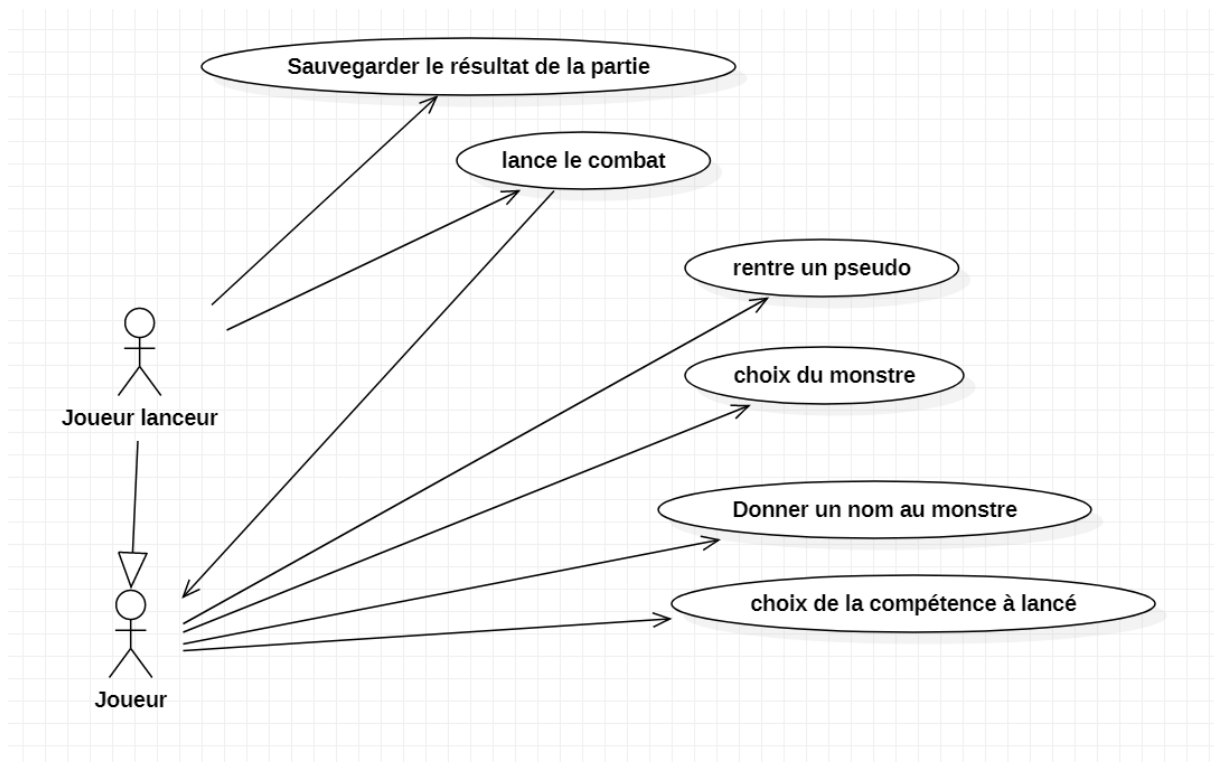 Sauvegarder le résultat de la partie
lance le combat
rentre un pseudo
choix du monstre
Joueur lanceur
Donner un nom au monstre
choix de la compétence à lancé
Joueur